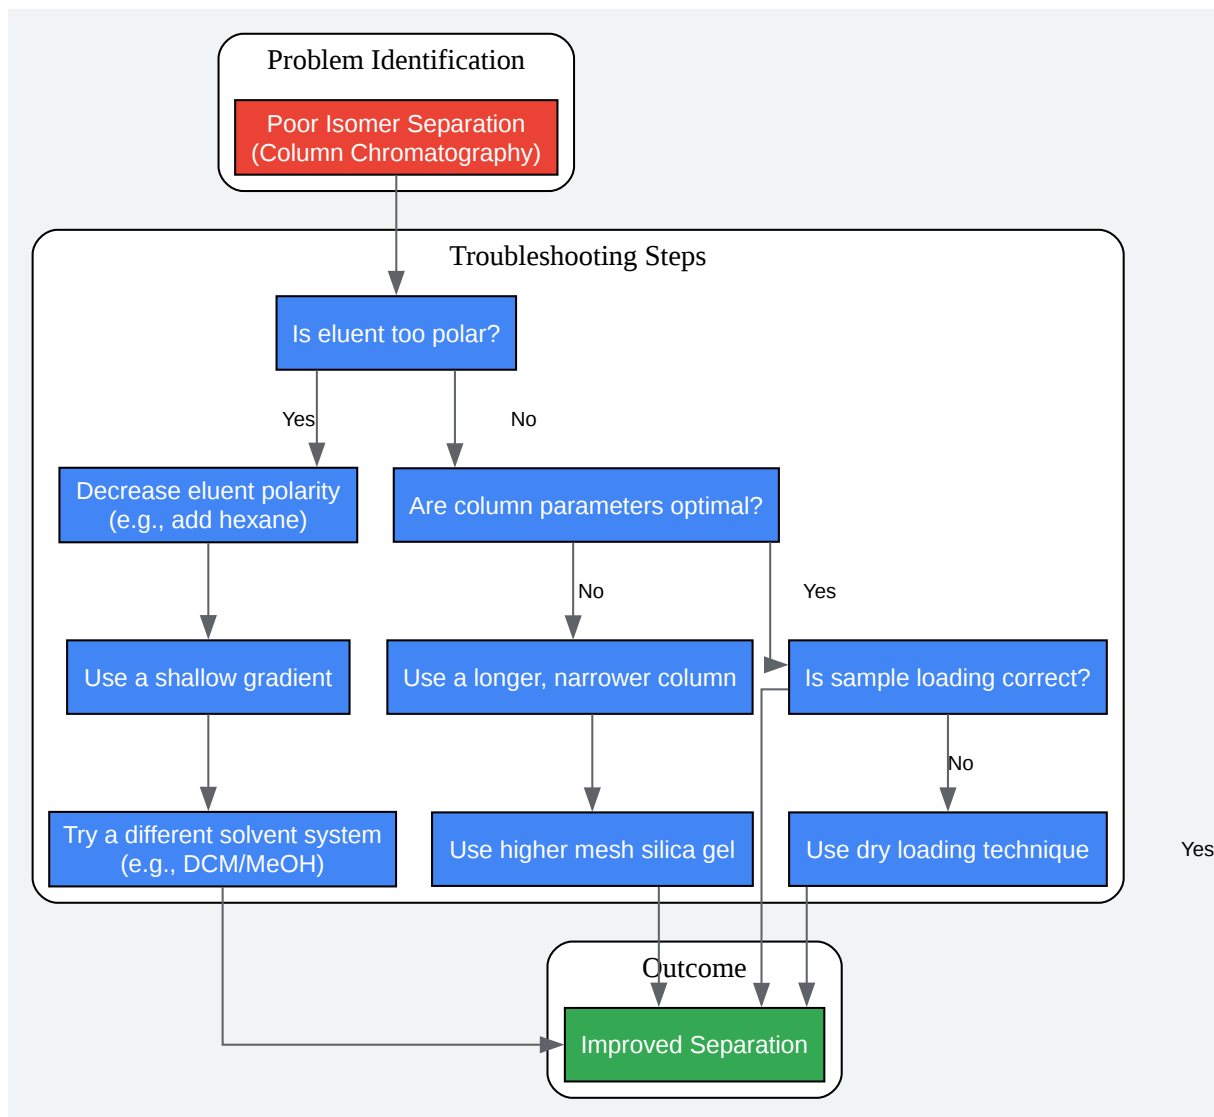 Problem Identification
Poor Isomer Separation
(Column Chromatography)
Troubleshooting Steps
Is eluent too polar?
Yes
No
Decrease eluent polarity
(e.g., add hexane)
Are column parameters optimal?
No
Yes
Use a shallow gradient
Use a longer, narrower column
Is sample loading correct?
No
Try a different solvent system
(e.g., DCM/MeOH)
Use higher mesh silica gel
Use dry loading technique
Yes
Outcome
Improved Separation